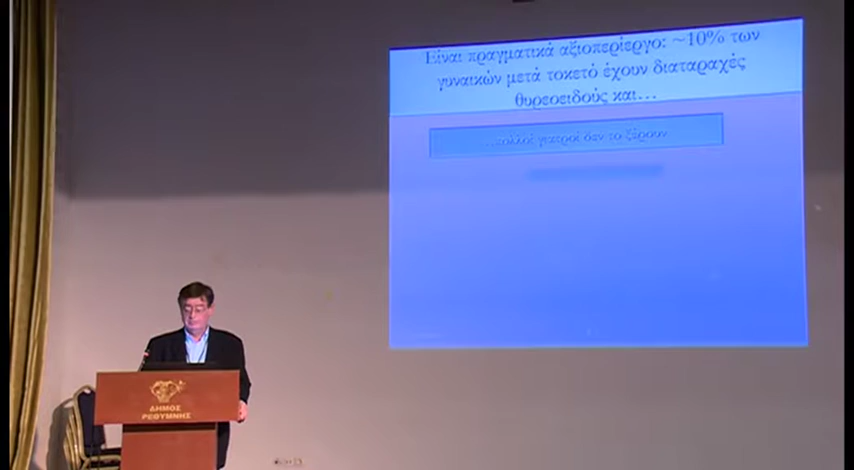 Είναι πραγματικά αξιοπερίεργο: ~10% των
γυναικών μετά τοκετό έχουν διαταραχές
θυρεοειδούς και...
...πολλοί γιατροί δεν το ξέρουν
ΔΗΜΟΣ
ΡΕΘΥΜΝΗΣ